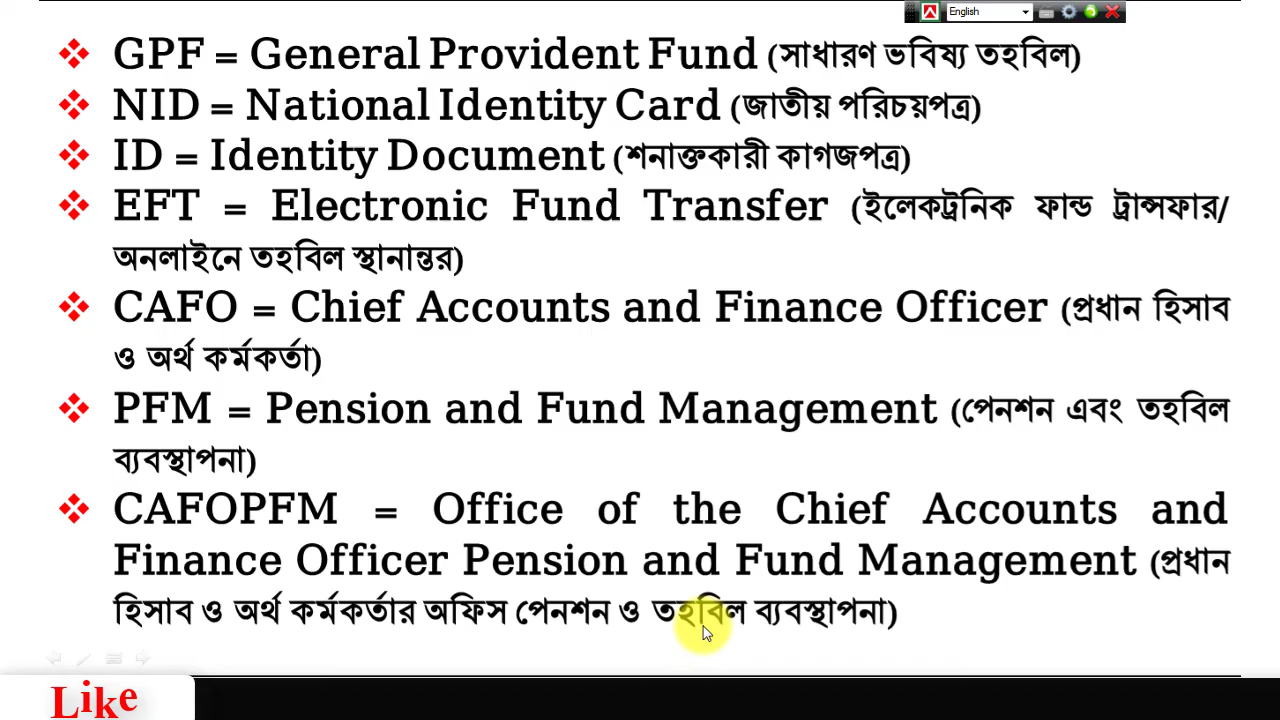 English
❖ GPF = General Provident Fund (সাধারণ ভবিষ্য তহবিল)
❖ NID = National Identity Card (জাতীয় পরিচয়পত্র)
❖ ID = Identity Document (শনাক্তকারী কাগজপত্র)
❖ EFT = Electronic Fund Transfer (ইলেকট্রনিক ফান্ড ট্রান্সফার/
অনলাইনে তহবিল স্থানান্তর)
❖ CAFO = Chief Accounts and Finance Officer (প্রধান হিসাব
ও অর্থ কর্মকর্তা)
❖ PFM = Pension and Fund Management (পেনশন এবং তহবিল
ব্যবস্থাপনা)
❖ CAFOPFM = Office of the Chief Accounts and
Finance Officer Pension and Fund Management (প্রধান
হিসাব ও অর্থ কর্মকর্তার অফিস পেনশন ও তহবিল ব্যবস্থাপনা)
Like